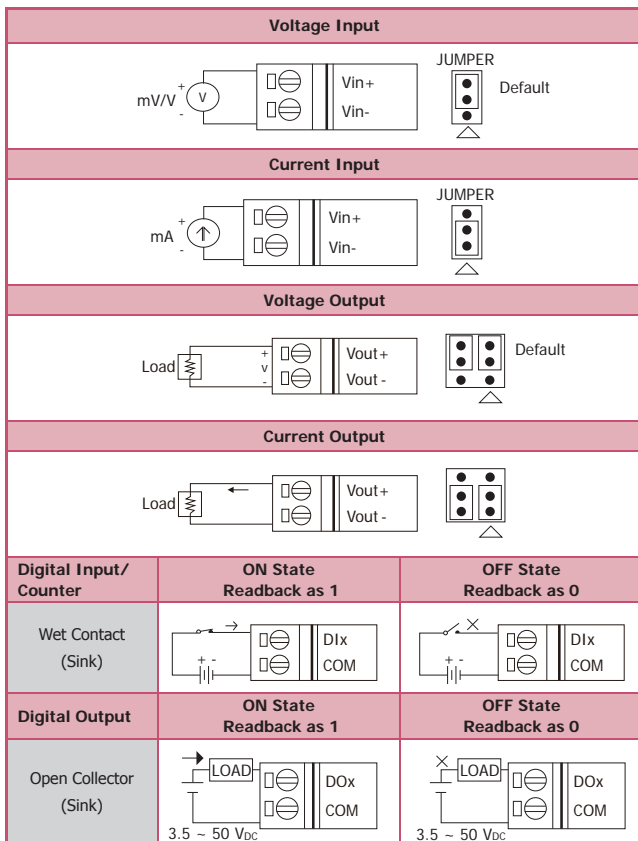 Voltage Input
JUMPER
mV/V
+
V
-
Vin+
Vin-
Default
Current Input
JUMPER
mA
+
-
Vin+
Vin-
Voltage Output
Load
+
v
-
Vout+
Vout -
Default
Current Output
Load
Vout+
Vout -
Digital Input/
Counter
ON State
Readback as 1
OFF State
Readback as 0
Wet Contact
(Sink)
+ -
DIx
COM
+ -
DIx
COM
Digital Output
ON State
Readback as 1
OFF State
Readback as 0
Open Collector
(Sink)
LOAD
DOx
COM
3.5 ~ 50 VDC
LOAD
DOx
COM
3.5 ~ 50 VDC